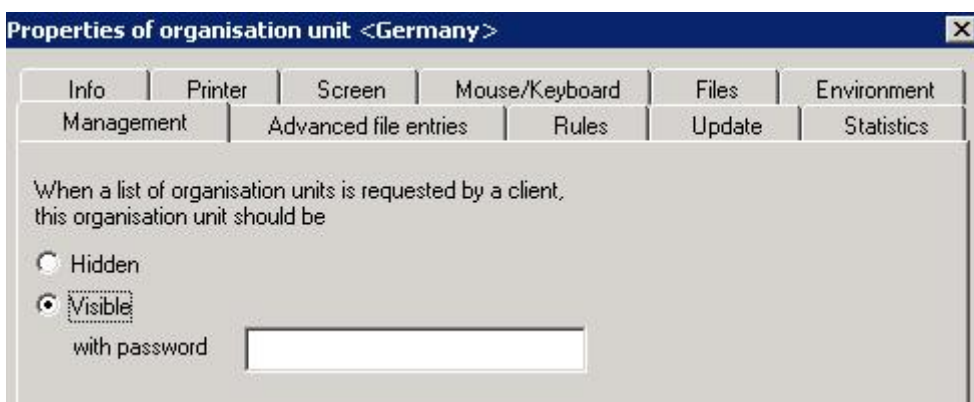 Properties of organisation unit <Germany>
Info Printer Screen Mouse/Keyboard Files Environment
Management Advanced file entries Rules Update Statistics
When a list of organisation units is requested by a client,
this organisation unit should be
Hidden
Visible
with password